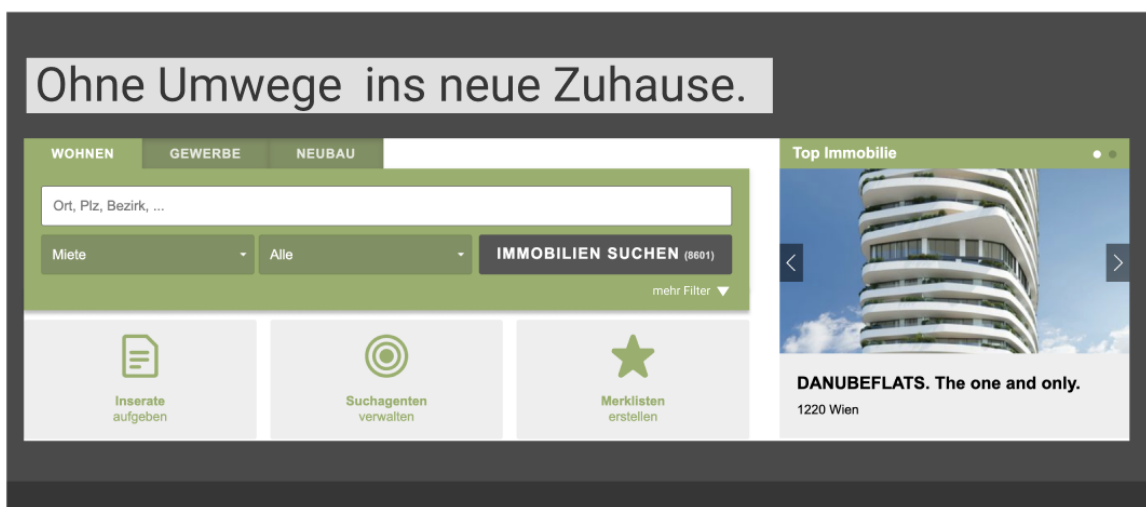 Ohne Umwege ins neue Zuhause.
WOHNEN GEWERBE NEUBAU
Ort, Plz, Bezirk, ...
Miete Alle IMMOBILIEN SUCHEN (8601)
mehr Filter
Inserate
aufgeben
Suchagenten
verwalten
Merklisten
erstellen
Top Immobilie
DANUBEFLATS. The one and only.
1220 Wien